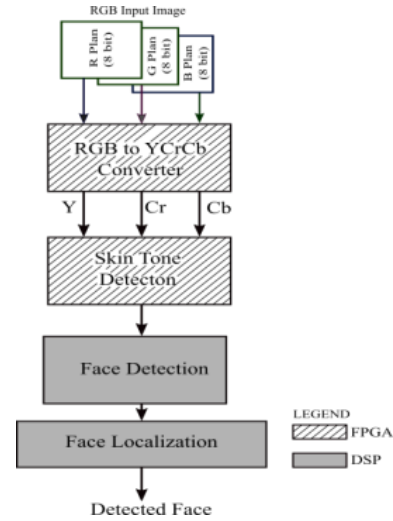 RGB Input Image
R Plan
(8 bit)
G Plan
(8 bit)
B Plan
(8 bit)
RGB to YCrCb
Converter
Y Cr Cb
Skin Tone
Detecton
Face Detection
Face Localization
Detected Face
LEGEND
FPGA
DSP